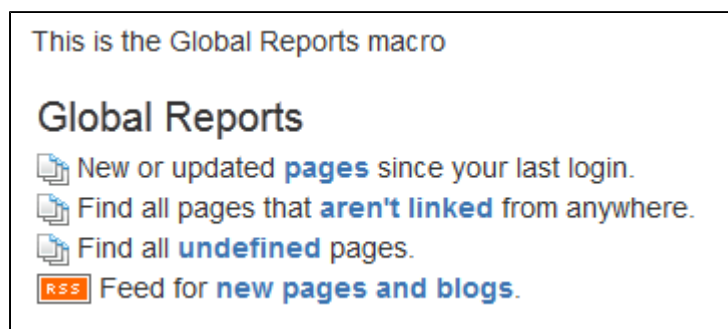 This is the Global Reports macro
Global Reports
New or updated pages since your last login.
Find all pages that aren't linked from anywhere.
Find all undefined pages.
RSS Feed for new pages and blogs.